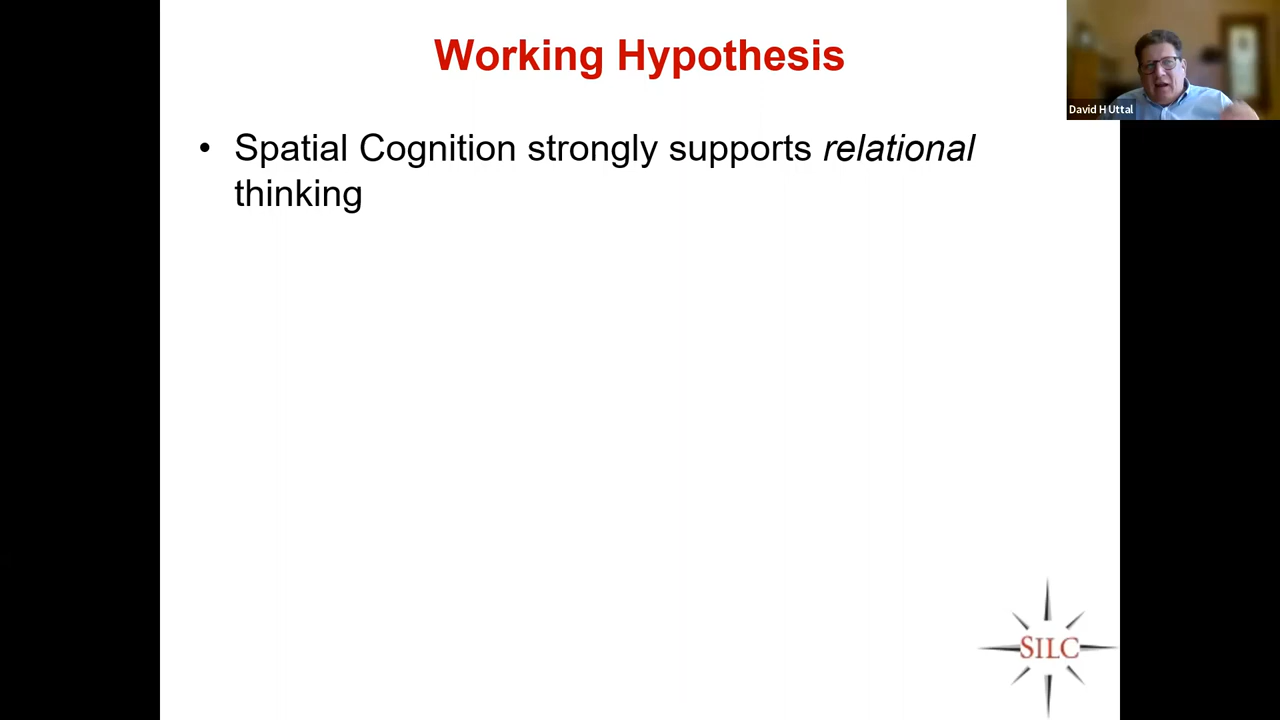 Working Hypothesis
David H Uttal
• Spatial Cognition strongly supports relational
thinking
SILC